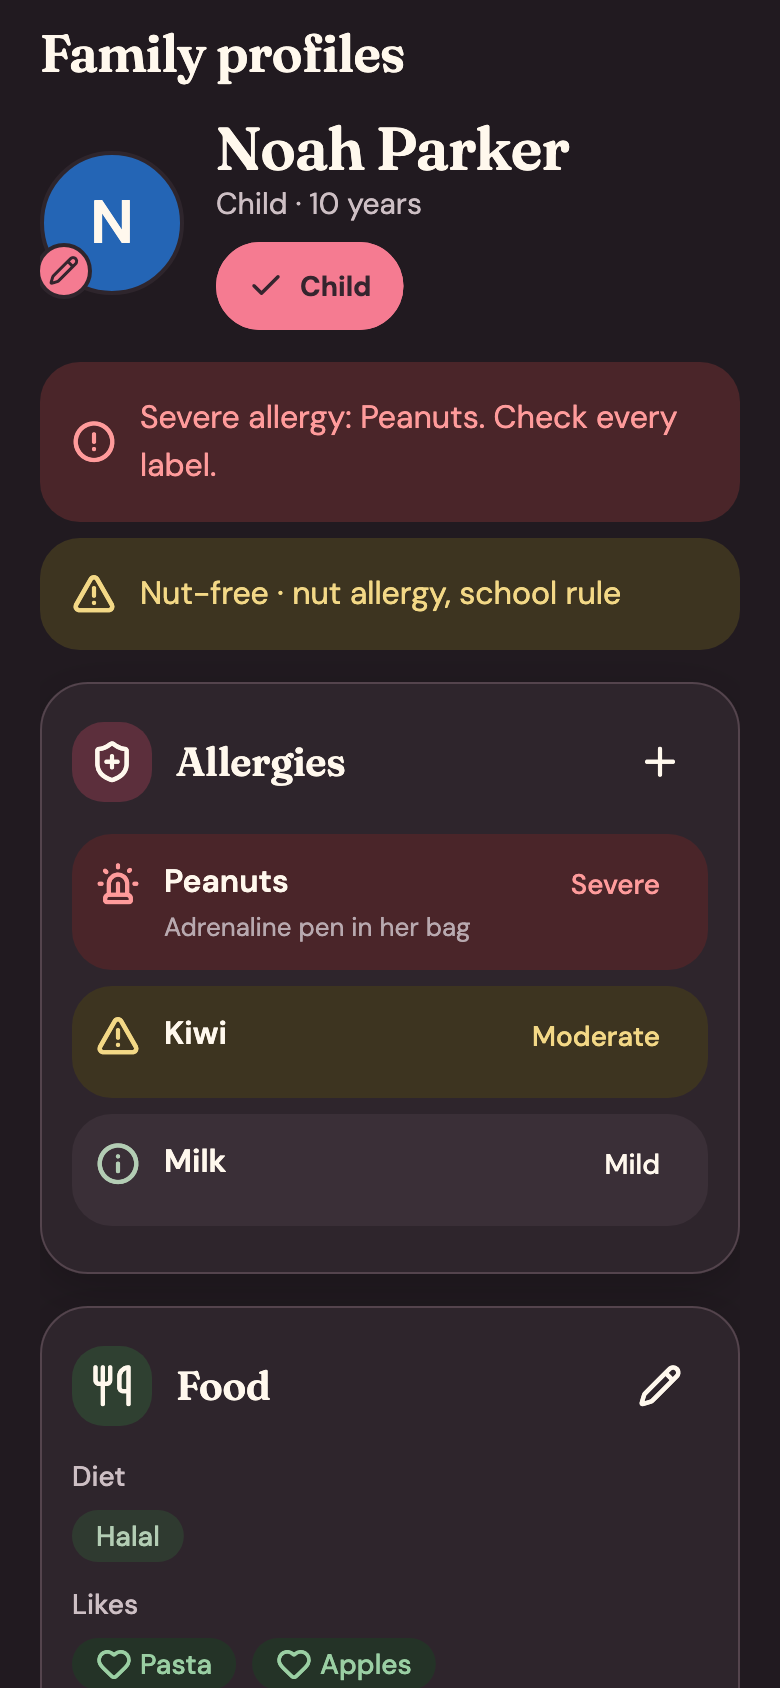 Family profiles
Noah Parker
Child · 10 years
N
Child
Severe allergy: Peanuts. Check every
label.
Nut-free · nut allergy, school rule
Allergies
Peanuts
Severe
Adrenaline pen in her bag
Kiwi
Moderate
Milk
Mild
Food
Diet
Halal
Likes
Pasta
Apples